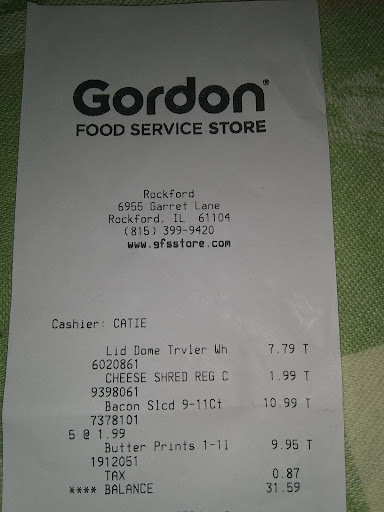 Gordon®
FOOD SERVICE STORE
Rockford
6955 Garret Lane
Rockford, IL 61104
(815) 399-9420
www.gfsstore.com
Cashier: CATIE
Lid Dome Trvler Wh 7.79 T
6020861
CHEESE SHRED REG C 1.99 T
9398061
Bacon Slcd 9-11Ct 10.99 T
7378101
5 @ 1.99
Butter Prints 1-1l 9.95 T
1912051
TAX 0.87
**** BALANCE 31.59